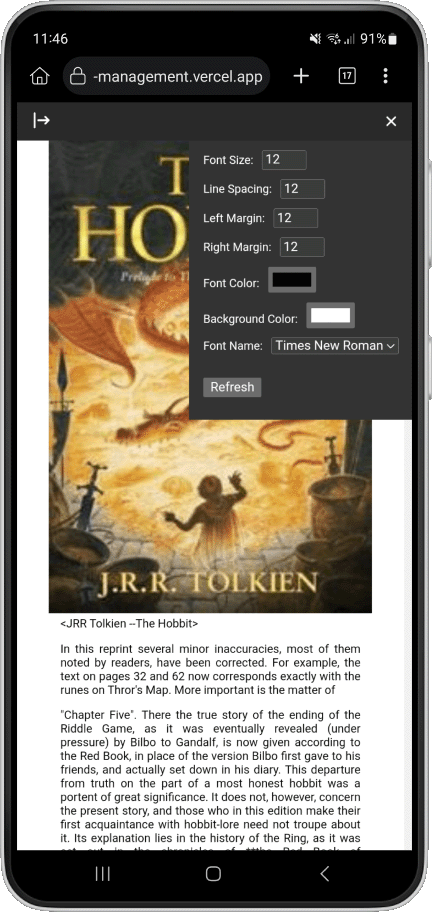 11:46
91%
-management.vercel.app
17
Font Size: 12
Line Spacing: 12
Left Margin: 12
Right Margin: 12
Font Color:
Background Color:
Font Name: Times New Roman
Refresh
T
HO
Prelude to T
J.R.R. TOLKIEN
<JRR Tolkien --The Hobbit>
In this reprint several minor inaccuracies, most of them
noted by readers, have been corrected. For example, the
text on pages 32 and 62 now corresponds exactly with the
runes on Thror's Map. More important is the matter of
"Chapter Five". There the true story of the ending of the
Riddle Game, as it was eventually revealed (under
pressure) by Bilbo to Gandalf, is now given according to
the Red Book, in place of the version Bilbo first gave to his
friends, and actually set down in his diary. This departure
from truth on the part of a most honest hobbit was a
portent of great significance. It does not, however, concern
the present story, and those who in this edition make their
first acquaintance with hobbit-lore need not troupe about
it. Its explanation lies in the history of the Ring, as it was